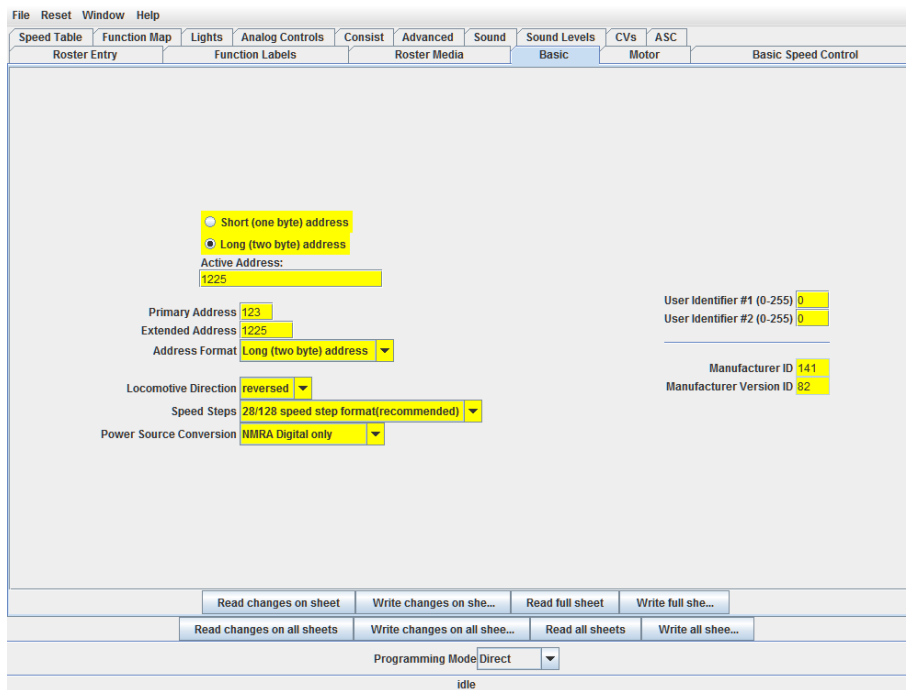 File Reset Window Help
Speed Table Function Map Lights Analog Controls Consist Advanced Sound Sound Levels CVs ASC
Roster Entry Function Labels Roster Media Basic Motor Basic Speed Control
Short (one byte) address
Long (two byte) address
Active Address:
1225
Primary Address 123
Extended Address 1225
Address Format Long (two byte) address
Locomotive Direction reversed
Speed Steps 28/128 speed step format(recommended)
Power Source Conversion NMRA Digital only
User Identifier #1 (0-255) 0
User Identifier #2 (0-255) 0
Manufacturer ID 141
Manufacturer Version ID 82
Read changes on sheet Write changes on she... Read full sheet Write full she...
Read changes on all sheets Write changes on all shee... Read all sheets Write all shee...
Programming Mode Direct
idle